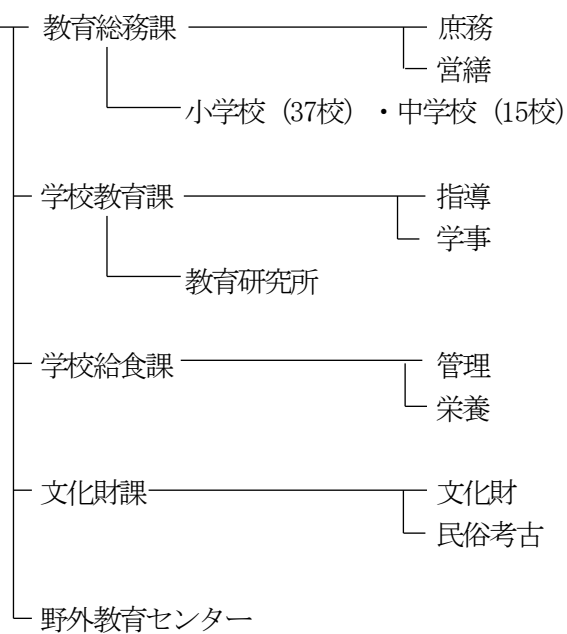 教育総務課 庶務
営繕
小学校（37校）・中学校（15校）
学校教育課 指導
学事
教育研究所
学校給食課 管理
栄養
文化財課 文化財
民俗考古
野外教育センター